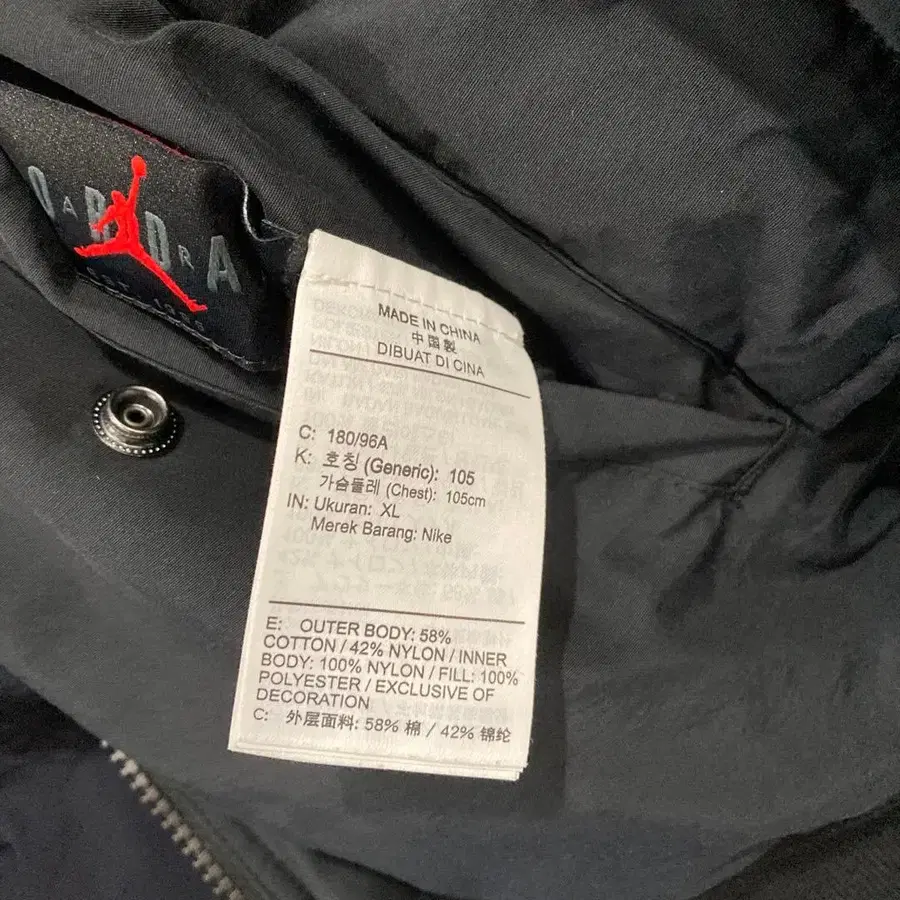 MADE IN CHINA
中国製
DIBUAT DI CINA
C: 180/96A
K: 호칭 (Generic): 105
가슴둘레 (Chest): 105cm
IN: Ukuran: XL
Merek Barang: Nike
E: OUTER BODY: 58%
COTTON / 42% NYLON / INNER
BODY: 100% NYLON / FILL: 100%
POLYESTER / EXCLUSIVE OF
DECORATION
C: 外层面料: 58% 棉 / 42% 锦纶